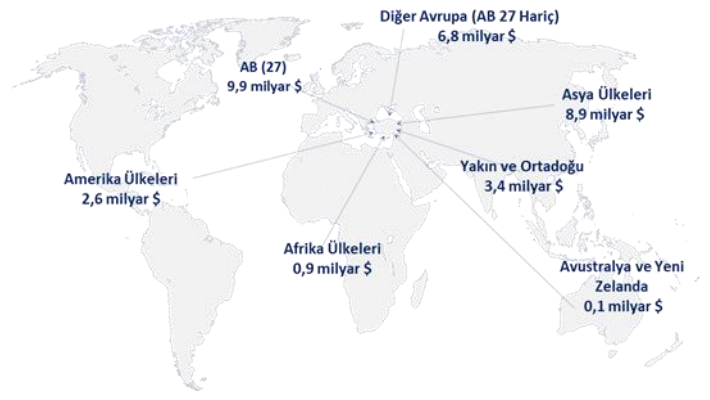 Diğer Avrupa (AB 27 Hariç)
6,8 milyar $
AB (27)
9,9 milyar $
Asya Ülkeleri
8,9 milyar $
Yakın ve Ortadoğu
3,4 milyar $
Amerika Ülkeleri
2,6 milyar $
Afrika Ülkeleri
0,9 milyar $
Avustralya ve Yeni
Zelanda
0,1 milyar $